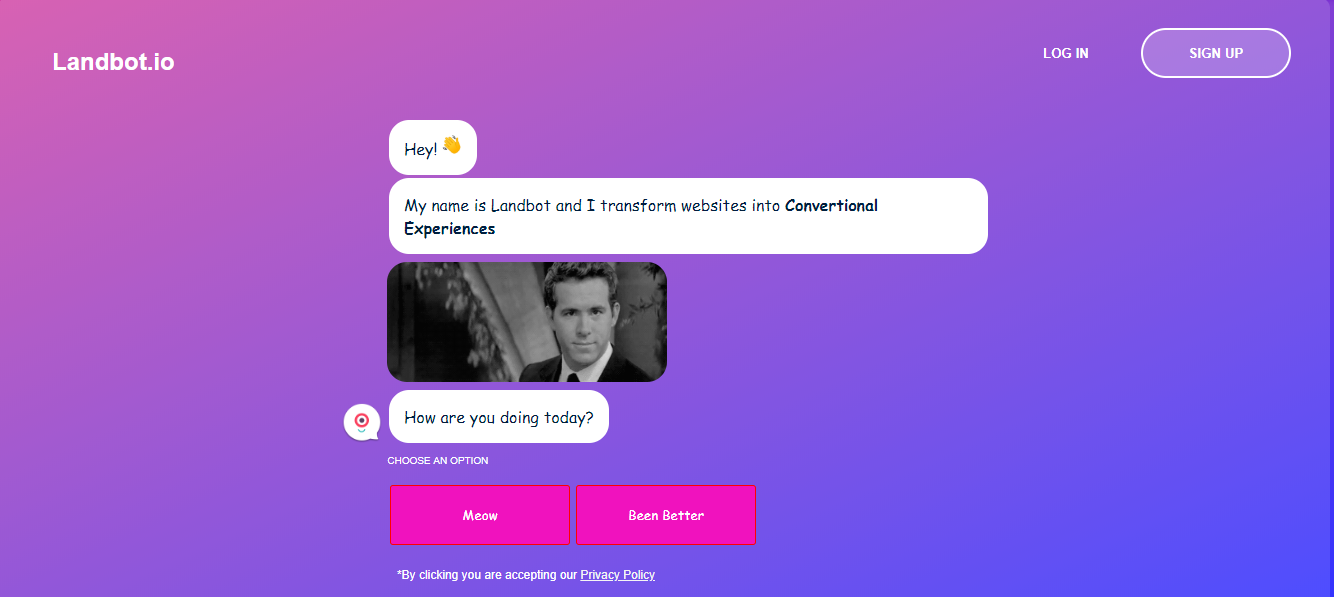 Landbot.io
LOG IN
SIGN UP
Hey! 👋
My name is Landbot and I transform websites into Convertional
Experiences
How are you doing today?
CHOOSE AN OPTION
Meow
Been Better
*By clicking you are accepting our Privacy Policy